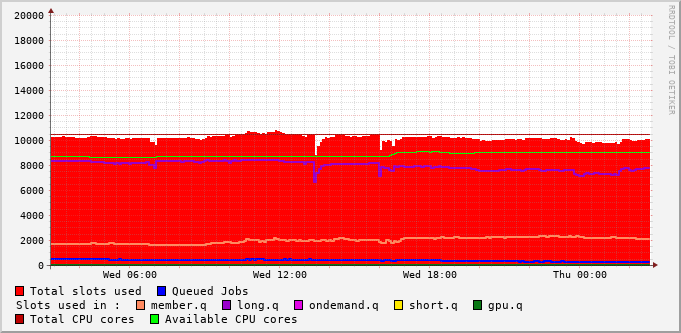 20000
18000
16000
14000
12000
10000
8000
6000
4000
2000
0
Wed 06:00 Wed 12:00 Wed 18:00 Thu 00:00
RRDTOOL / TOBI OETIKER
Total slots used Queued Jobs
Slots used in : member.q long.q ondemand.q short.q gpu.q
Total CPU cores Available CPU cores